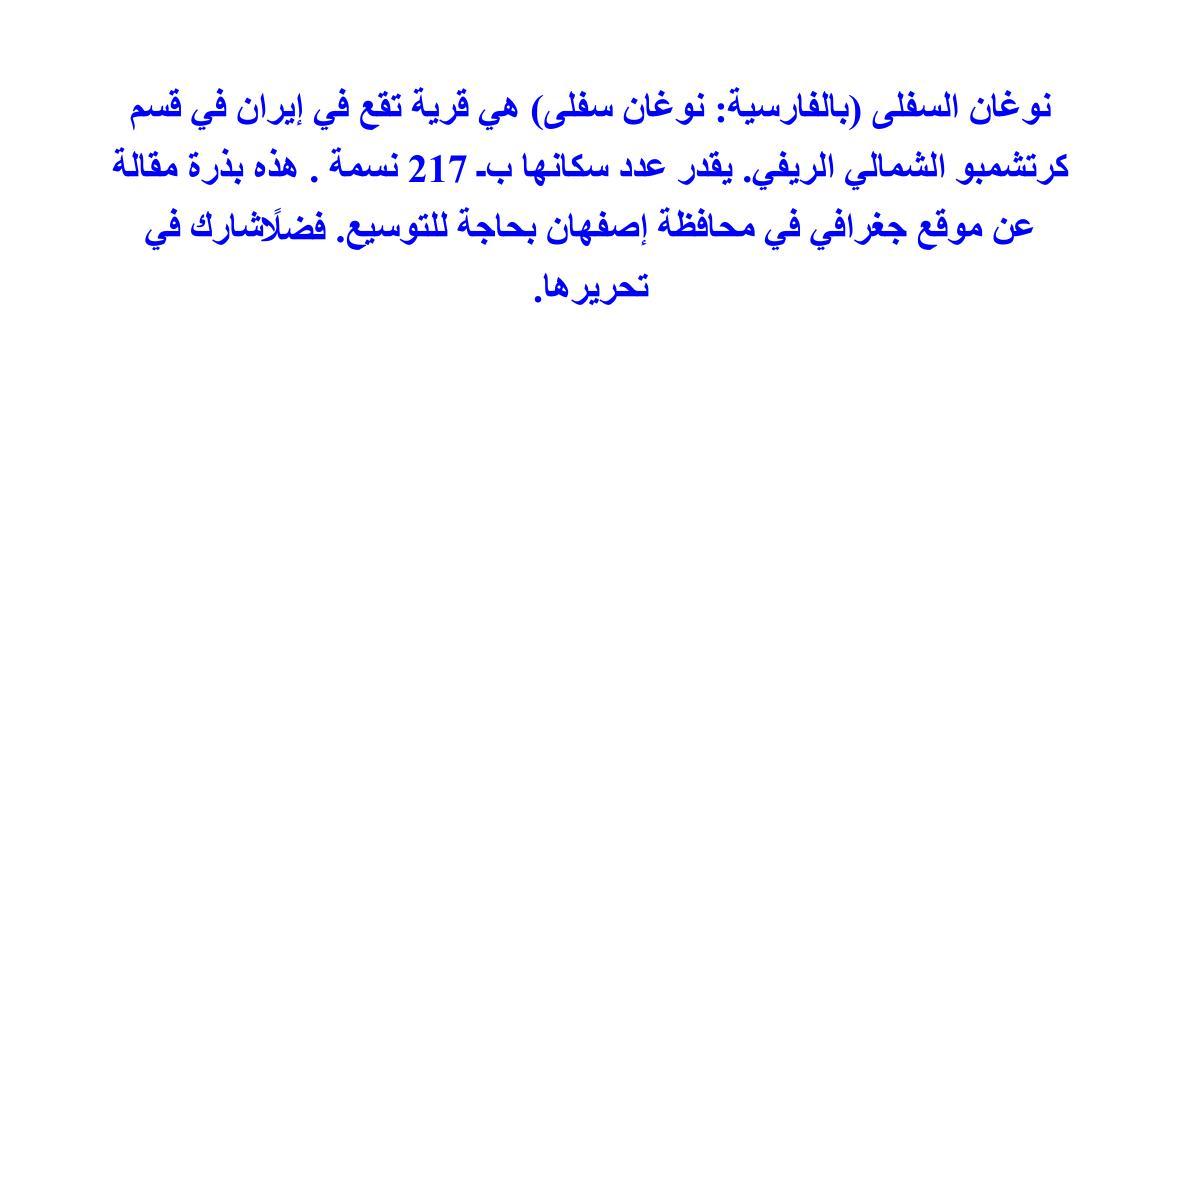 نوغان السفلى (بالفارسية: نوغان سفلى) هي قرية تقع في إيران في قسم
كرتشمبو الشمالي الريفي. يقدر عدد سكانها بـ 217 نسمة . هذه بذرة مقالة
عن موقع جغرافي في محافظة إصفهان بحاجة للتوسيع. فضلًاشارك في
تحريرها.